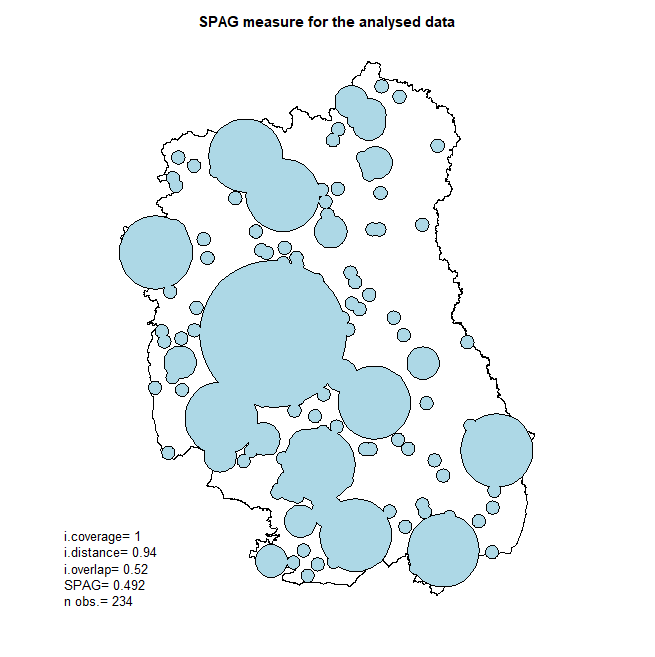 SPAG measure for the analysed data
i.coverage= 1
i.distance= 0.94
i.overlap= 0.52
SPAG= 0.492
n obs.= 234